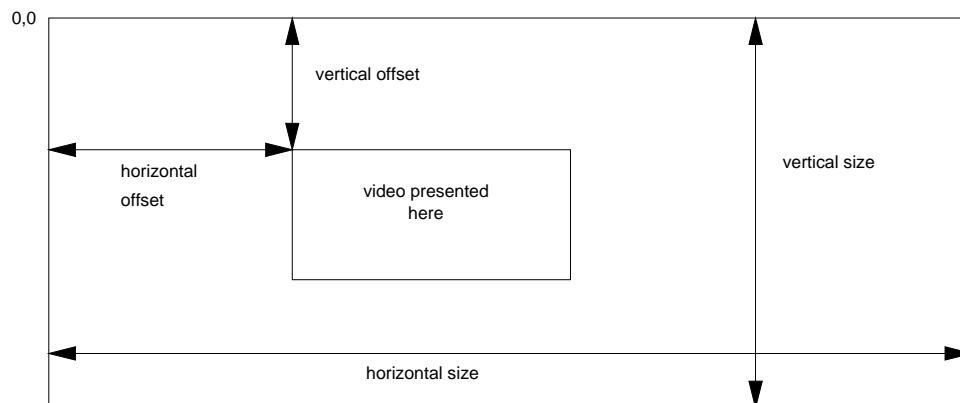 0,0
vertical offset
horizontal
offset
vertical size
video presented
here
horizontal size